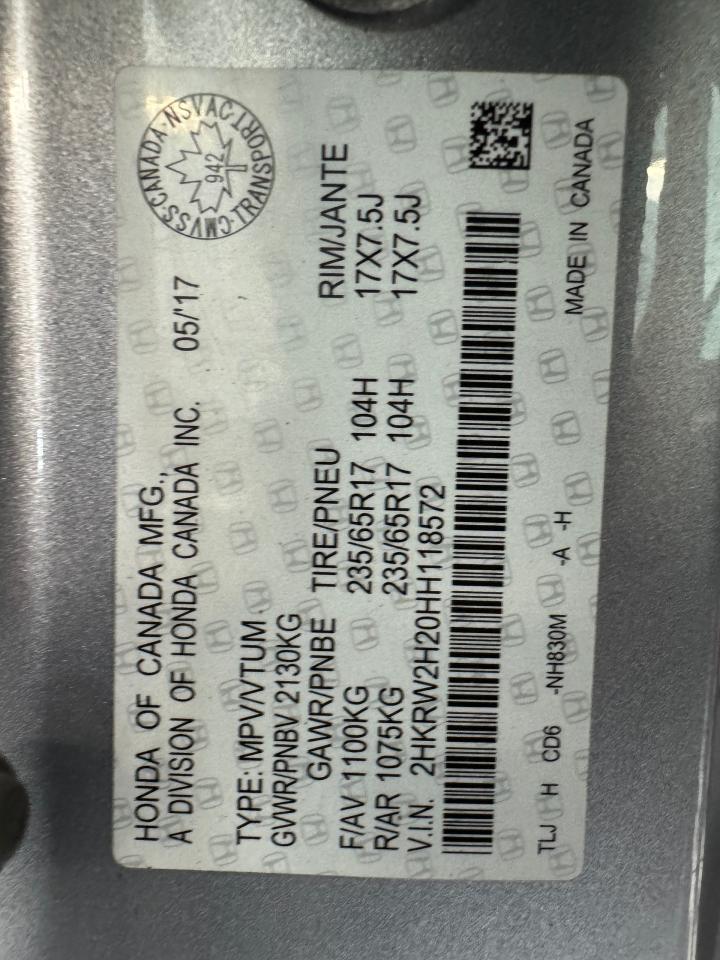 HONDA OF CANADA MFG.,
A DIVISION OF HONDA CANADA INC. 05/'17
CMVSS·CANADA·NSVAC·TRANSPORT·
942
TYPE: MPV/VTUM
GVWR/PNBV 2130KG
GAWR/PNBE TIRE/PNEU RIM/JANTE
F/AV 1100KG 235/65R17 104H 17X7.5J
R/AR 1075KG 235/65R17 104H 17X7.5J
V.I.N. 2HKRW2H20HH118572
TLJ H CD6 -NH830M -A -H MADE IN CANADA